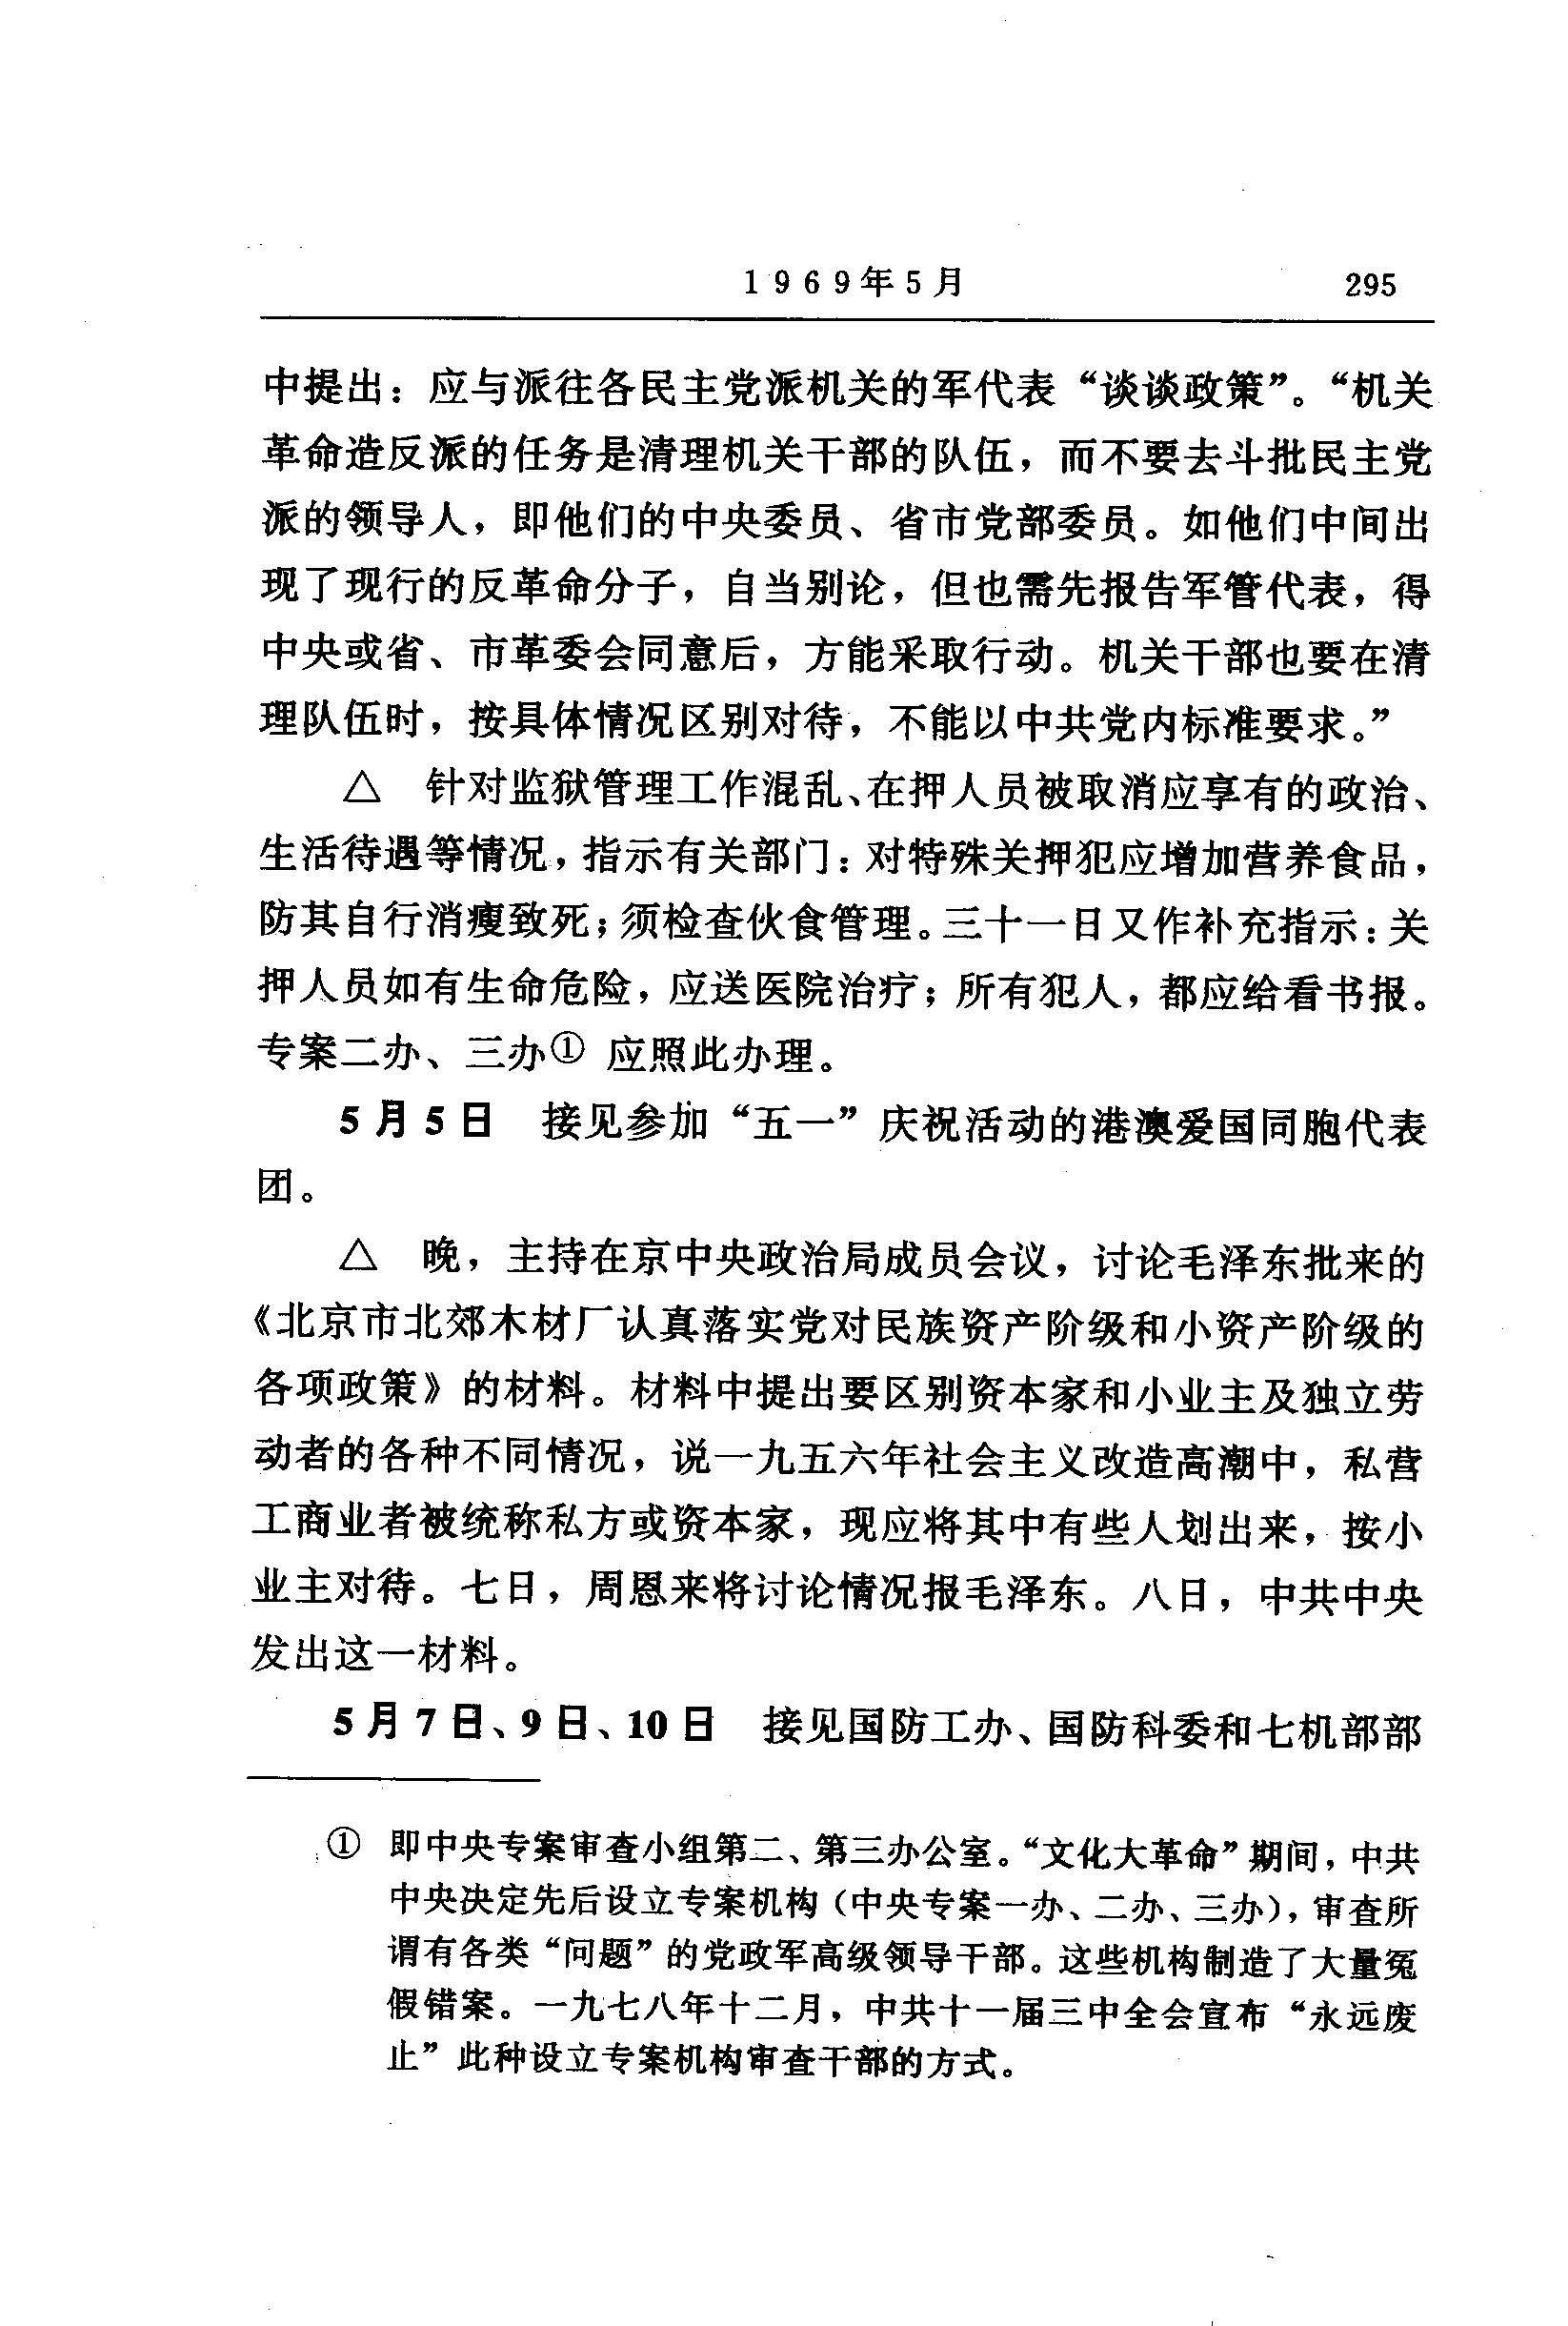 1969年5月 295
中提出：应与派往各民主党派机关的军代表“谈谈政策”。“机关
革命造反派的任务是清理机关干部的队伍，而不要去斗批民主党
派的领导人，即他们的中央委员、省市党部委员。如他们中间出
现了现行的反革命分子，自当别论，但也需先报告军管代表，得
中央或省、市革委会同意后，方能采取行动。机关干部也要在清
理队伍时，按具体情况区别对待，不能以中共党内标准要求。”
△ 针对监狱管理工作混乱、在押人员被取消应享有的政治、
生活待遇等情况，指示有关部门：对特殊关押犯应增加营养食品，
防其自行消瘦致死；须检查伙食管理。三十一日又作补充指示：关
押人员如有生命危险，应送医院治疗；所有犯人，都应给看书报。
专案二办、三办① 应照此办理。
5月5日 接见参加“五一”庆祝活动的港澳爱国同胞代表
团。
△ 晚，主持在京中央政治局成员会议，讨论毛泽东批来的
《北京市北郊木材厂认真落实党对民族资产阶级和小资产阶级的
各项政策》的材料。材料中提出要区别资本家和小业主及独立劳
动者的各种不同情况，说一九五六年社会主义改造高潮中，私营
工商业者被统称私方或资本家，现应将其中有些人划出来，按小
业主对待。七日，周恩来将讨论情况报毛泽东。八日，中共中央
发出这一材料。
5月7日、9日、10日 接见国防工办、国防科委和七机部部
① 即中央专案审查小组第二、第三办公室。“文化大革命”期间，中共
中央决定先后设立专案机构（中央专案一办、二办、三办），审查所
谓有各类“问题”的党政军高级领导干部。这些机构制造了大量冤
假错案。一九七八年十二月，中共十一届三中全会宣布“永远废
止”此种设立专案机构审查干部的方式。